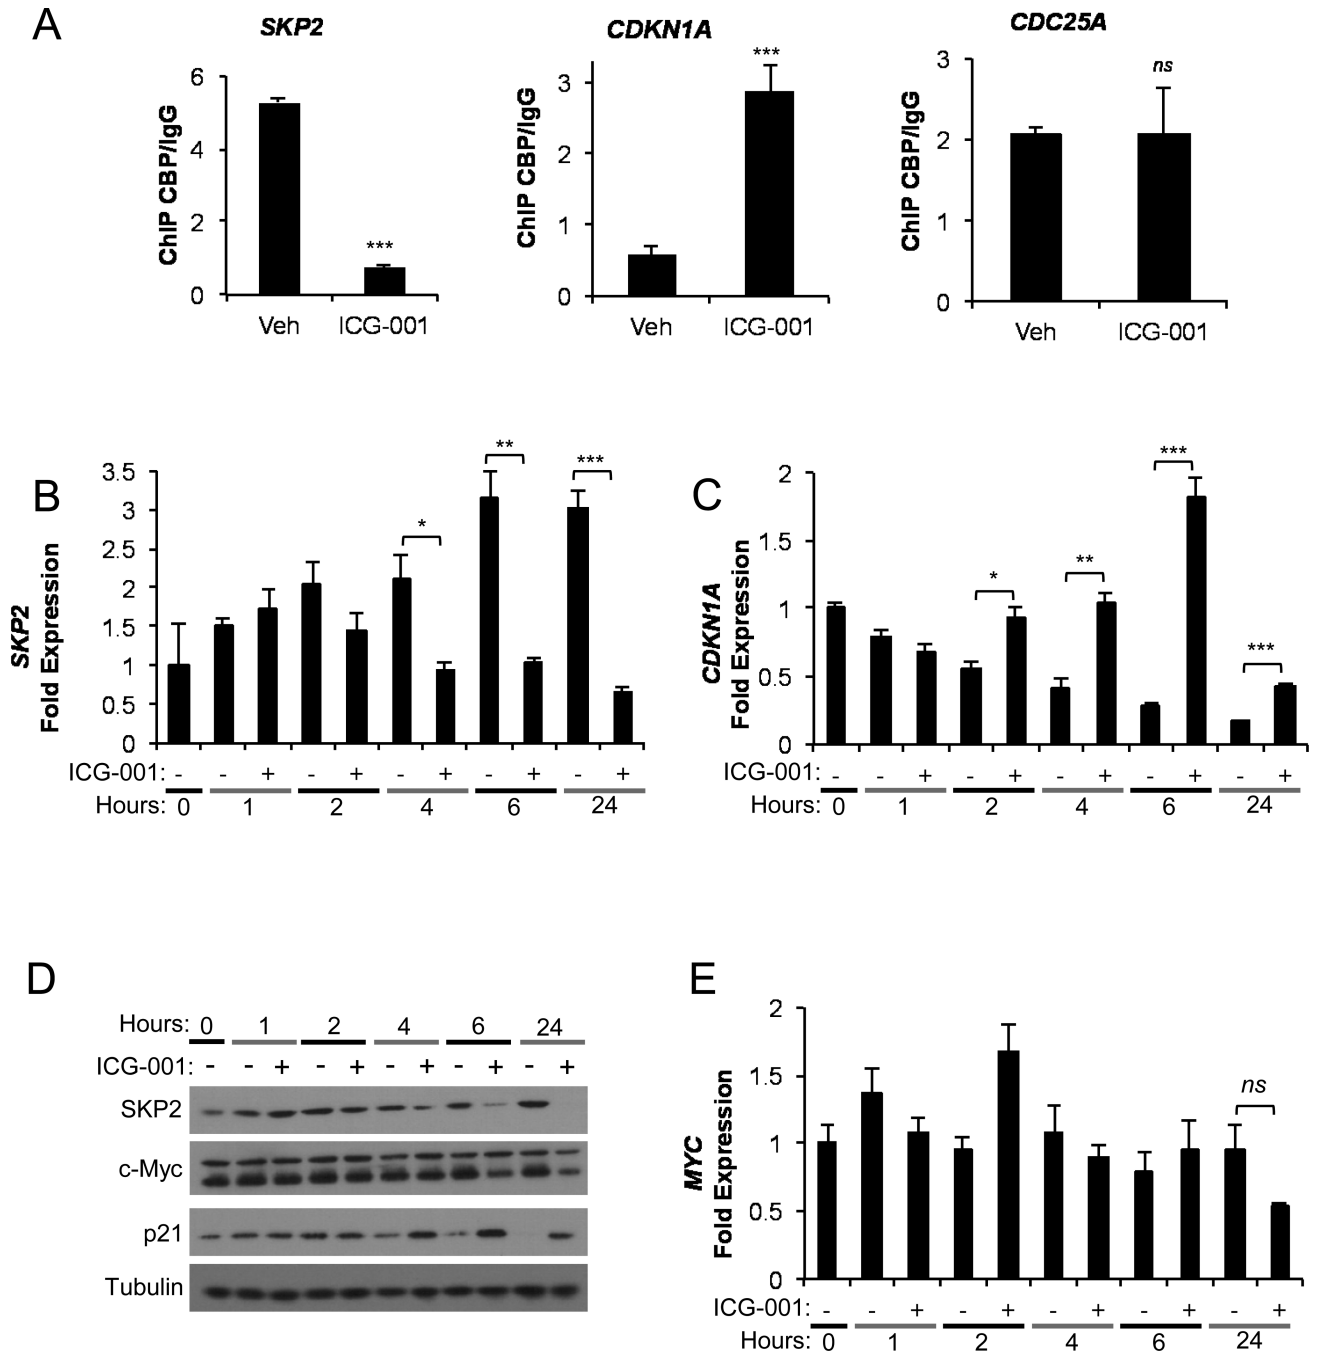 A
SKP2
CDKN1A
CDC25A
ChIP CBP/IgG
6
4
2
0
***
Veh ICG-001
ChIP CBP/IgG
3
2
1
0
***
Veh ICG-001
ChIP CBP/IgG
3
2
1
0
ns
Veh ICG-001
B
SKP2
Fold Expression
3.5
3
2.5
2
1.5
1
0.5
0
* ** ***
ICG-001: - - + - + - + - + - +
Hours: 0 1 2 4 6 24
C
CDKN1A
Fold Expression
2
1.5
1
0.5
0
* ** *** ***
ICG-001: - - + - + - + - + - +
Hours: 0 1 2 4 6 24
D
Hours: 0 1 2 4 6 24
ICG-001: - - + - + - + - + - +
SKP2
c-Myc
p21
Tubulin
E
MYC
Fold Expression
2
1.5
1
0.5
0
ns
ICG-001: - - + - + - + - + - +
Hours: 0 1 2 4 6 24